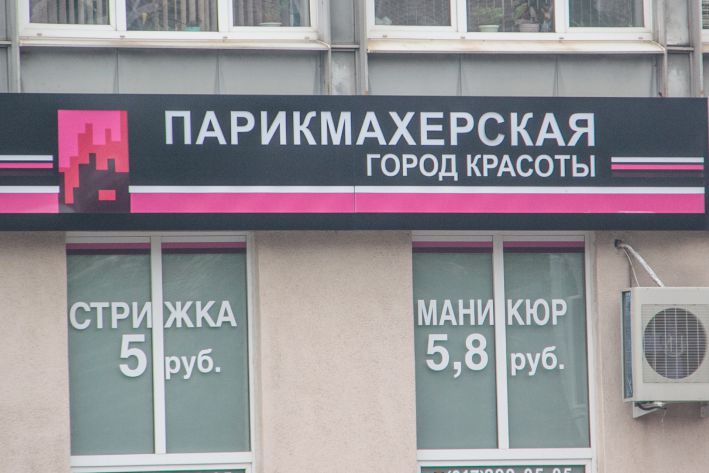 ПАРИКМАХЕРСКАЯ
ГОРОД КРАСОТЫ
СТРИЖКА
5 руб.
МАНИКЮР
5,8 руб.